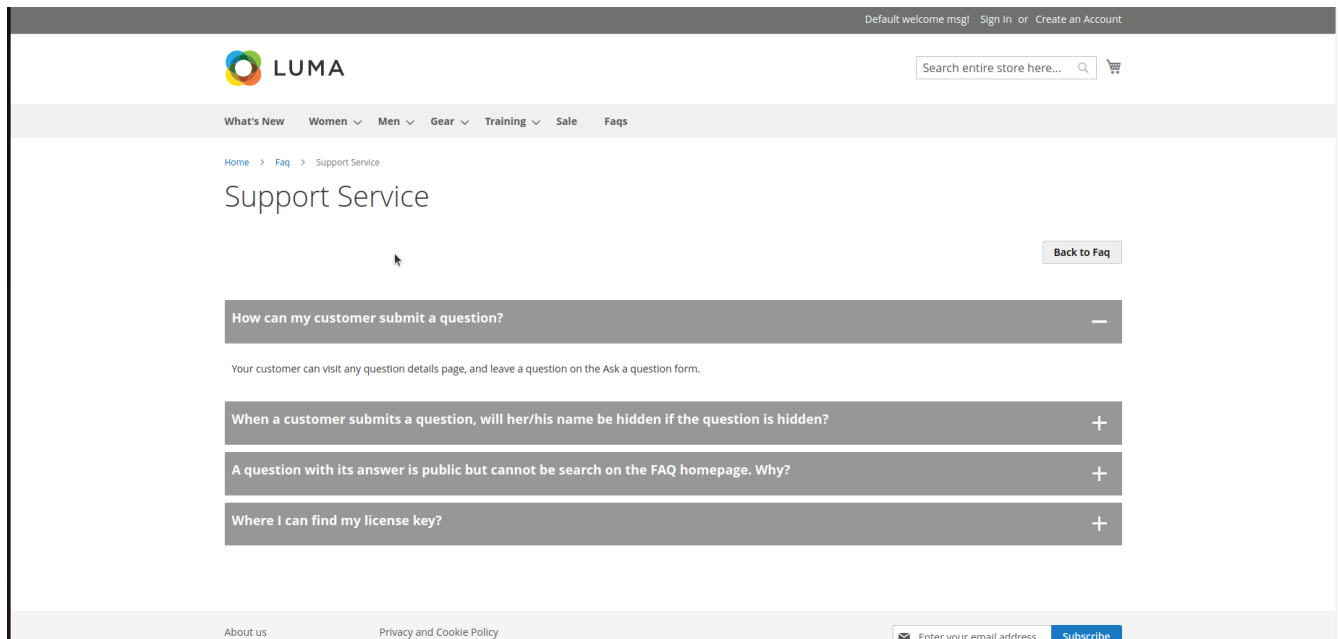 Default welcome msg! Sign In or Create an Account
LUMA
Search entire store here...
What's New Women Men Gear Training Sale Faqs
Home > Faq > Support Service
Support Service
Back to Faq
How can my customer submit a question?
Your customer can visit any question details page, and leave a question on the Ask a question form.
When a customer submits a question, will her/his name be hidden if the question is hidden?
A question with its answer is public but cannot be search on the FAQ homepage. Why?
Where I can find my license key?
About us Privacy and Cookie Policy Enter your email address Subscribe